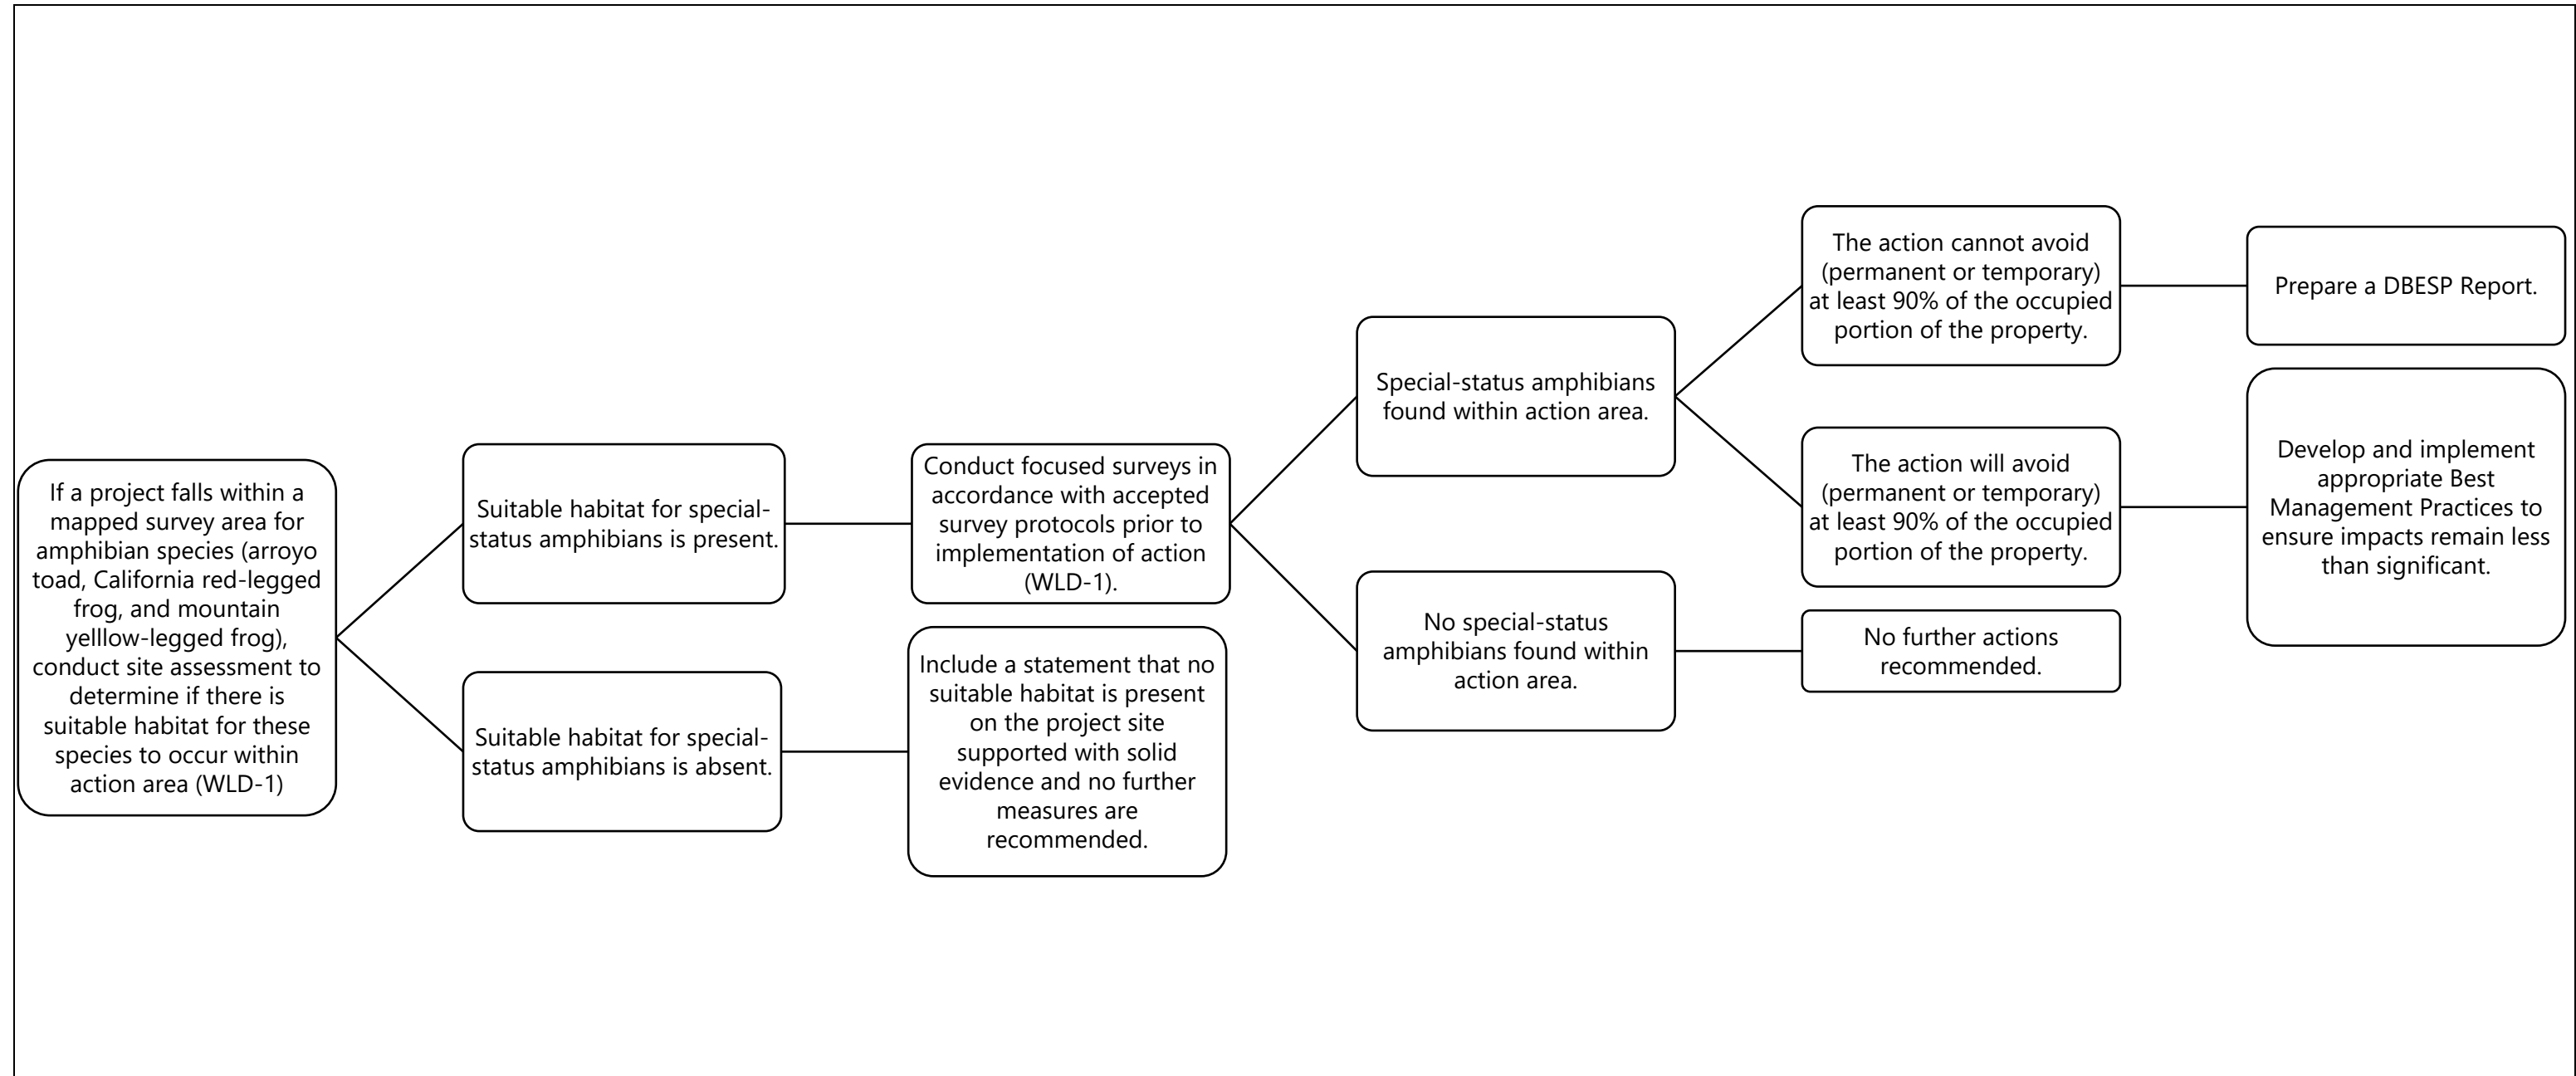 If a project falls within a
mapped survey area for
amphibian species (arroyo
toad, California red-legged
frog, and mountain
yelllow-legged frog),
conduct site assessment to
determine if there is
suitable habitat for these
species to occur within
action area (WLD-1)
Suitable habitat for special-
status amphibians is present.
Suitable habitat for special-
status amphibians is absent.
Conduct focused surveys in
accordance with accepted
survey protocols prior to
implementation of action
(WLD-1).
Include a statement that no
suitable habitat is present
on the project site
supported with solid
evidence and no further
measures are
recommended.
Special-status amphibians
found within action area.
No special-status
amphibians found within
action area.
The action cannot avoid
(permanent or temporary)
at least 90% of the occupied
portion of the property.
The action will avoid
(permanent or temporary)
at least 90% of the occupied
portion of the property.
No further actions
recommended.
Prepare a DBESP Report.
Develop and implement
appropriate Best
Management Practices to
ensure impacts remain less
than significant.